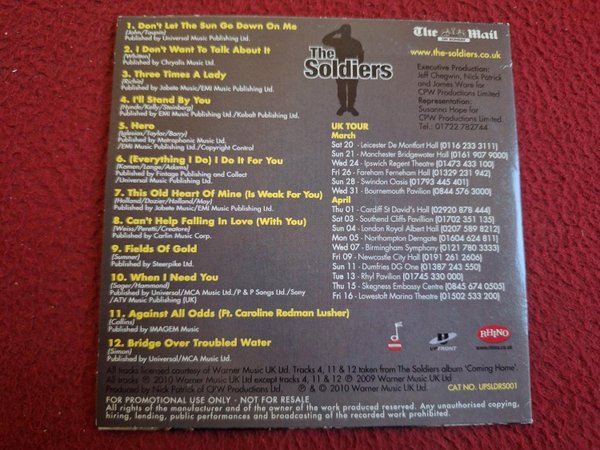 1. Don't Let The Sun Go Down On Me
(John/Taupin)
Published by Universal Music Publishing Ltd.
2. I Don't Want To Talk About It
(Whitten)
Published by Chrysalis Music Ltd.
3. Three Times A Lady
(Richie)
Published by Jobete Music/EMI Music Publishing Ltd.
4. I'll Stand By You
(Hynde/Kelly/Steinberg)
Published by EMI Music Publishing Ltd./Kobalt Publishing Ltd.
5. Hero
(Iglesias/Taylor/Barry)
Published by Metrophonic Music Ltd.
/EMI Music Publishing Ltd./Copyright Control
6. (Everything I Do) I Do It For You
(Kamen/Lange/Adams)
Published by Fintage Publishing and Collect
/Universal Music Publishing Ltd.
7. This Old Heart Of Mine (Is Weak For You)
(Holland/Dozier/Holland/Moy)
Published by Jobete Music/EMI Music Publishing Ltd.
8. Can't Help Falling In Love (With You)
(Weiss/Peretti/Creatore)
Published by Carlin Music Corp.
9. Fields Of Gold
(Sumner)
Published by Steerpike Ltd.
10. When I Need You
(Sager/Hammond)
Published by Universal/MCA Music Ltd./P & P Songs Ltd./Sony
/ATV Music Publishing (UK)
11. Against All Odds (Ft. Caroline Redman Lusher)
(Collins)
Published by IMAGEM Music
12. Bridge Over Troubled Water
(Simon)
Published by Universal/MCA Music Ltd.
The
Soldiers
The Mail
ON SUNDAY
www.the-soldiers.co.uk
Executive Production:
Jeff Chegwin, Nick Patrick
and James Ware for
CPW Productions Limited
Representation:
Susanna Hope for
CPW Productions Limited
Tel.: 01722 782744
UK TOUR
March
Sat 20 - Leicester De Montfort Hall (0116 233 3111)
Sun 21 - Manchester Bridgewater Hall (0161 907 9000)
Wed 24 - Ipswich Regent Theatre (01473 433 100)
Fri 26 - Fareham Ferneham Hall (01329 231 942)
Sun 28 - Swindon Oasis (01793 445 401)
Wed 31 - Bournemouth Pavilion (0844 576 3000)
April
Thu 01 - Cardiff St David's Hall (02920 878 444)
Sat 03 - Southend Cliffs Pavilion (01702 351 135)
Sun 04 - London Royal Albert Hall (0207 589 8212)
Mon 05 - Northampton Derngate (01604 624 811)
Wed 07 - Birmingham Symphony (0121 780 3333)
Fri 09 - Newcastle City Hall (0191 261 2606)
Sun 11 - Dumfries DG One (01387 243 550)
Tue 13 - Rhyl Pavilion (01745 330 000)
Thu 15 - Skegness Embassy Centre (0845 674 0505)
Fri 16 - Lowestoft Marina Theatre (01502 533 200)
UPFRONT
RHINO
www.rhino.co.uk
All tracks licensed courtesy of Warner Music UK Ltd. Tracks 4, 11 & 12 taken from The Soldiers album 'Coming Home'.
All tracks ℗ 2010 Warner Music UK Ltd except tracks 4, 11 & 12 ℗ 2009 Warner Music UK Ltd
Produced by Nick Patrick of CPW Productions Ltd. ℗ & © 2010 Warner Music UK Ltd.
CAT NO. UPSLDRS001
FOR PROMOTIONAL USE ONLY - NOT FOR RESALE
All rights of the manufacturer and of the owner of the work produced reserved. Any unauthorised copying,
hiring, lending, public performances and broadcasting of the recorded work prohibited.